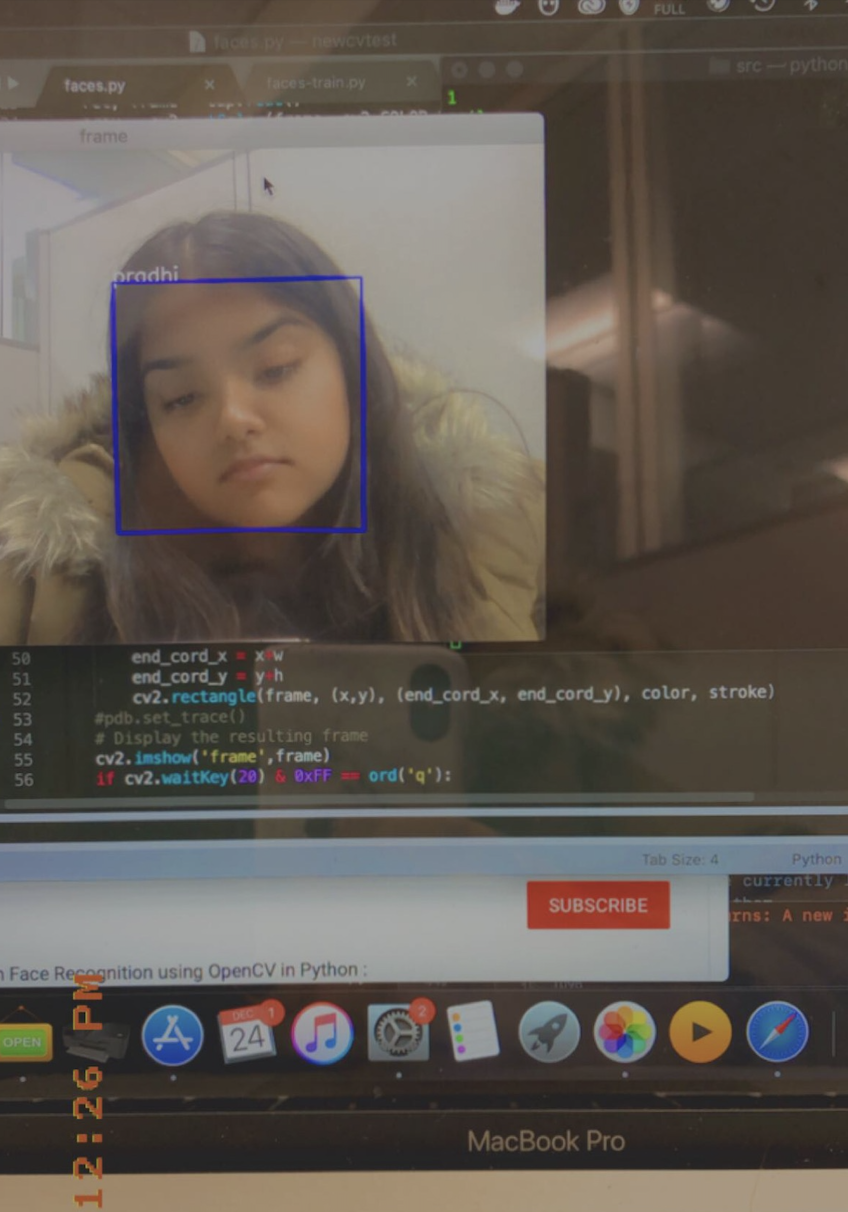 FULL
faces.py — newcvtest
faces.py
faces-train.py
src — python
1
frame
pradhi
50 end_cord_x = x+w
51 end_cord_y = y+h
52 cv2.rectangle(frame, (x,y), (end_cord_x, end_cord_y), color, stroke)
53 #pdb.set_trace()
54 # Display the resulting frame
55 cv2.imshow('frame',frame)
56 if cv2.waitKey(20) & 0xFF == ord('q'):
Tab Size: 4 Python
currently
SUBSCRIBE
rns: A new i
Face Recognition using OpenCV in Python :
OPEN
DEC
24
1
2
MacBook Pro
12:26 PM